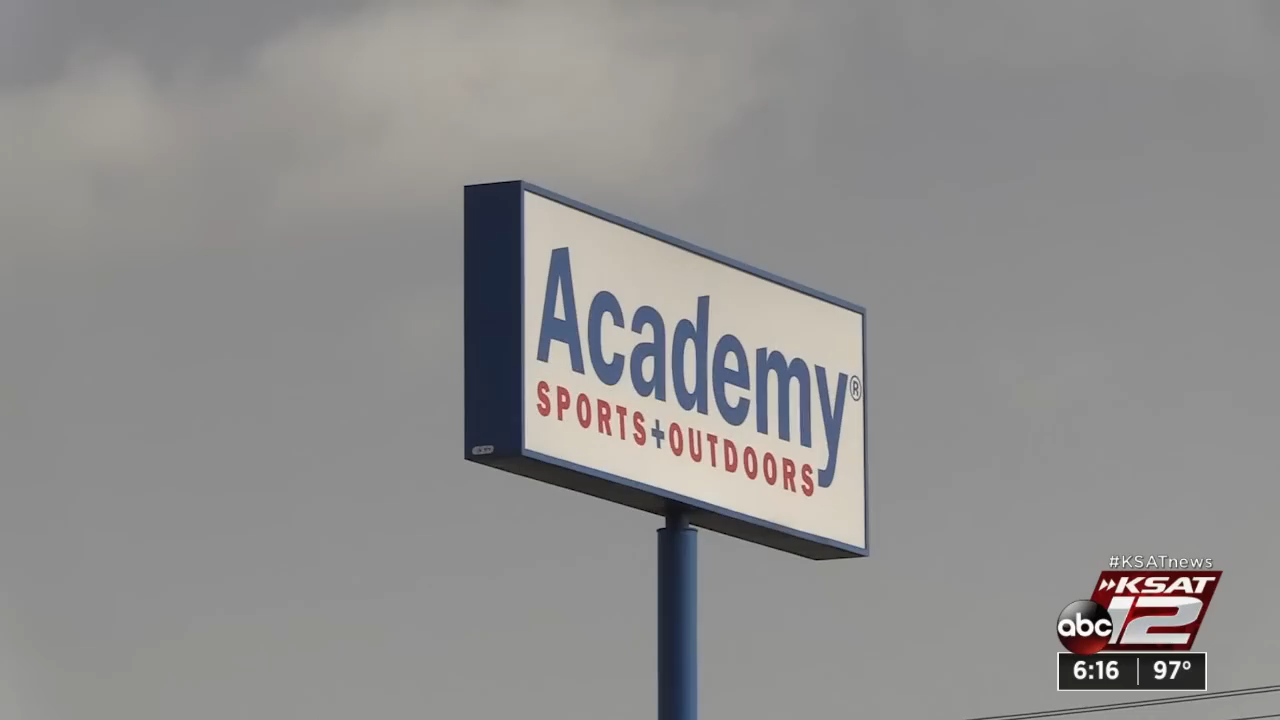 Academy®
SPORTS+OUTDOORS
#KSATnews
KSAT
abc 12
6:16 97°